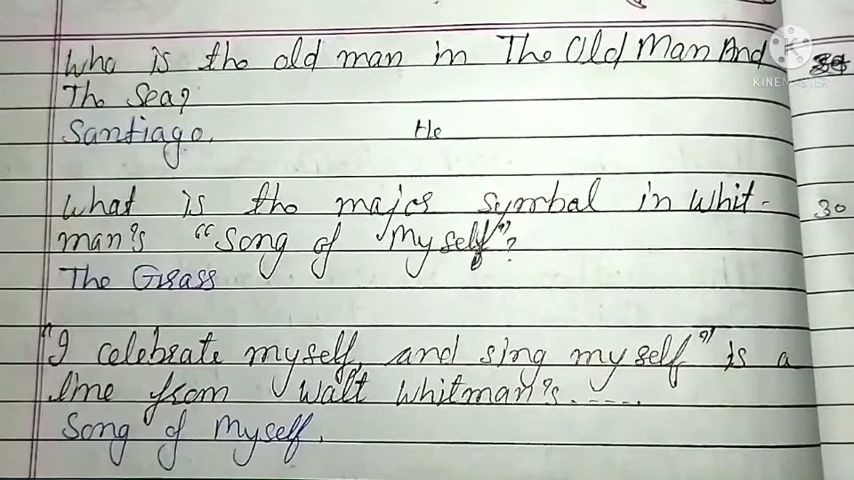 Who is the old man in The Old Man And
The Sea?
Santiago. He
What is the major symbol in Whit-
man's "Song of Myself"?
30
The Grass
"I celebrate myself, and sing myself" is a
line from Walt Whitman's.....
Song of Myself.
KINEMASTER